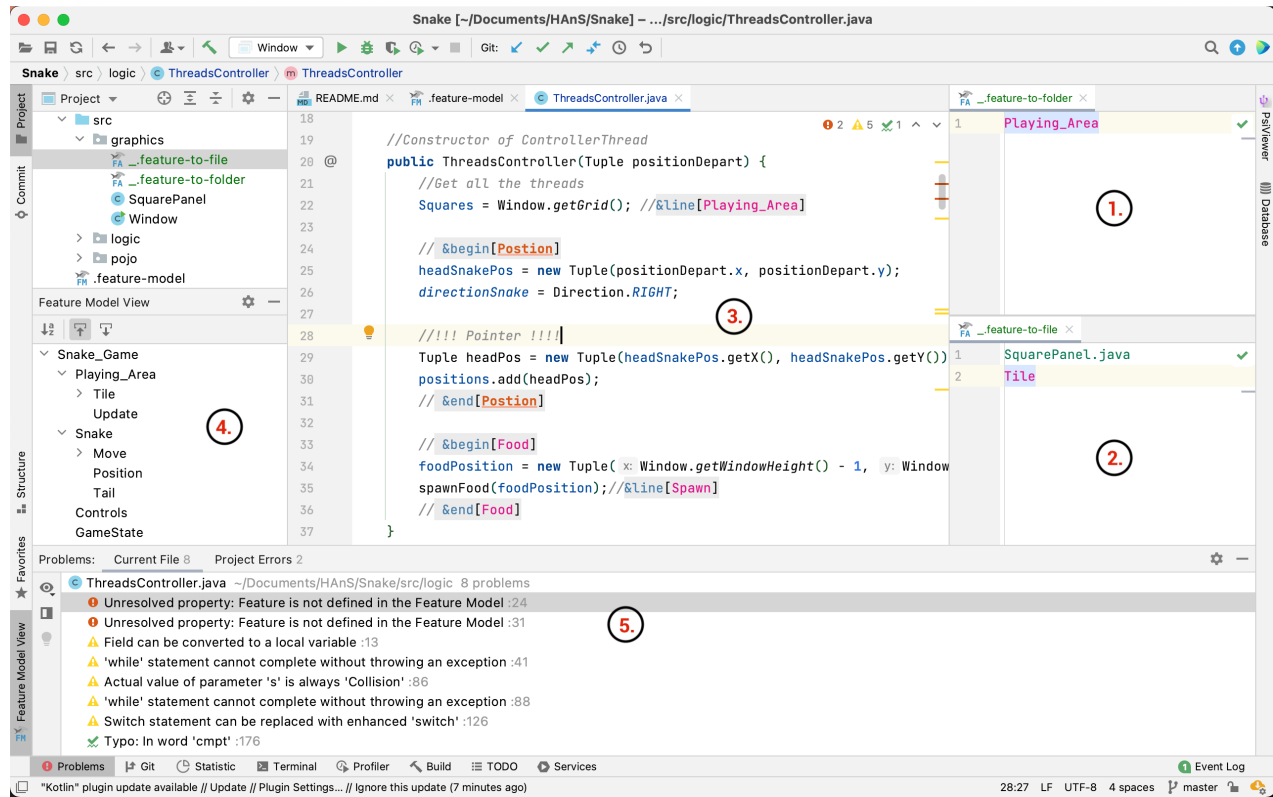 Snake [~/Documents/HAnS/Snake] – .../src/logic/ThreadsController.java
Window
Git:
Snake src logic ThreadsController ThreadsController
Project
Commit
Structure
Favorites
Feature Model View
Project
src
graphics
_.feature-to-file
_.feature-to-folder
SquarePanel
Window
logic
pojo
.feature-model
Feature Model View
Snake_Game
Playing_Area
Tile
Update
Snake
Move
Position
Tail
Controls
GameState
4.
README.md .feature-model ThreadsController.java
2 5 1
18
19 //Constructor of ControllerThread
20 @ public ThreadsController(Tuple positionDepart) {
21 //Get all the threads
22 Squares = Window.getGrid(); //&line[Playing_Area]
23
24 // &begin[Postion]
25 headSnakePos = new Tuple(positionDepart.x, positionDepart.y);
26 directionSnake = Direction.RIGHT;
27
28 //!!! Pointer !!!!
29 Tuple headPos = new Tuple(headSnakePos.getX(), headSnakePos.getY())
30 positions.add(headPos);
31 // &end[Postion]
32
33 // &begin[Food]
34 foodPosition = new Tuple( x: Window.getWindowHeight() - 1, y: Window
35 spawnFood(foodPosition);//&line[Spawn]
36 // &end[Food]
37 }
3.
_.feature-to-folder
1 Playing_Area
1.
_.feature-to-file
1 SquarePanel.java
2 Tile
2.
PsiViewer
Database
Problems: Current File 8 Project Errors 2
ThreadsController.java ~/Documents/HAnS/Snake/src/logic 8 problems
Unresolved property: Feature is not defined in the Feature Model :24
Unresolved property: Feature is not defined in the Feature Model :31
Field can be converted to a local variable :13
'while' statement cannot complete without throwing an exception :41
Actual value of parameter 's' is always 'Collision' :86
'while' statement cannot complete without throwing an exception :88
Switch statement can be replaced with enhanced 'switch' :126
Typo: In word 'cmpt' :176
5.
Problems Git Statistic Terminal Profiler Build TODO Services 1 Event Log
"Kotlin" plugin update available // Update // Plugin Settings... // Ignore this update (7 minutes ago) 28:27 LF UTF-8 4 spaces master